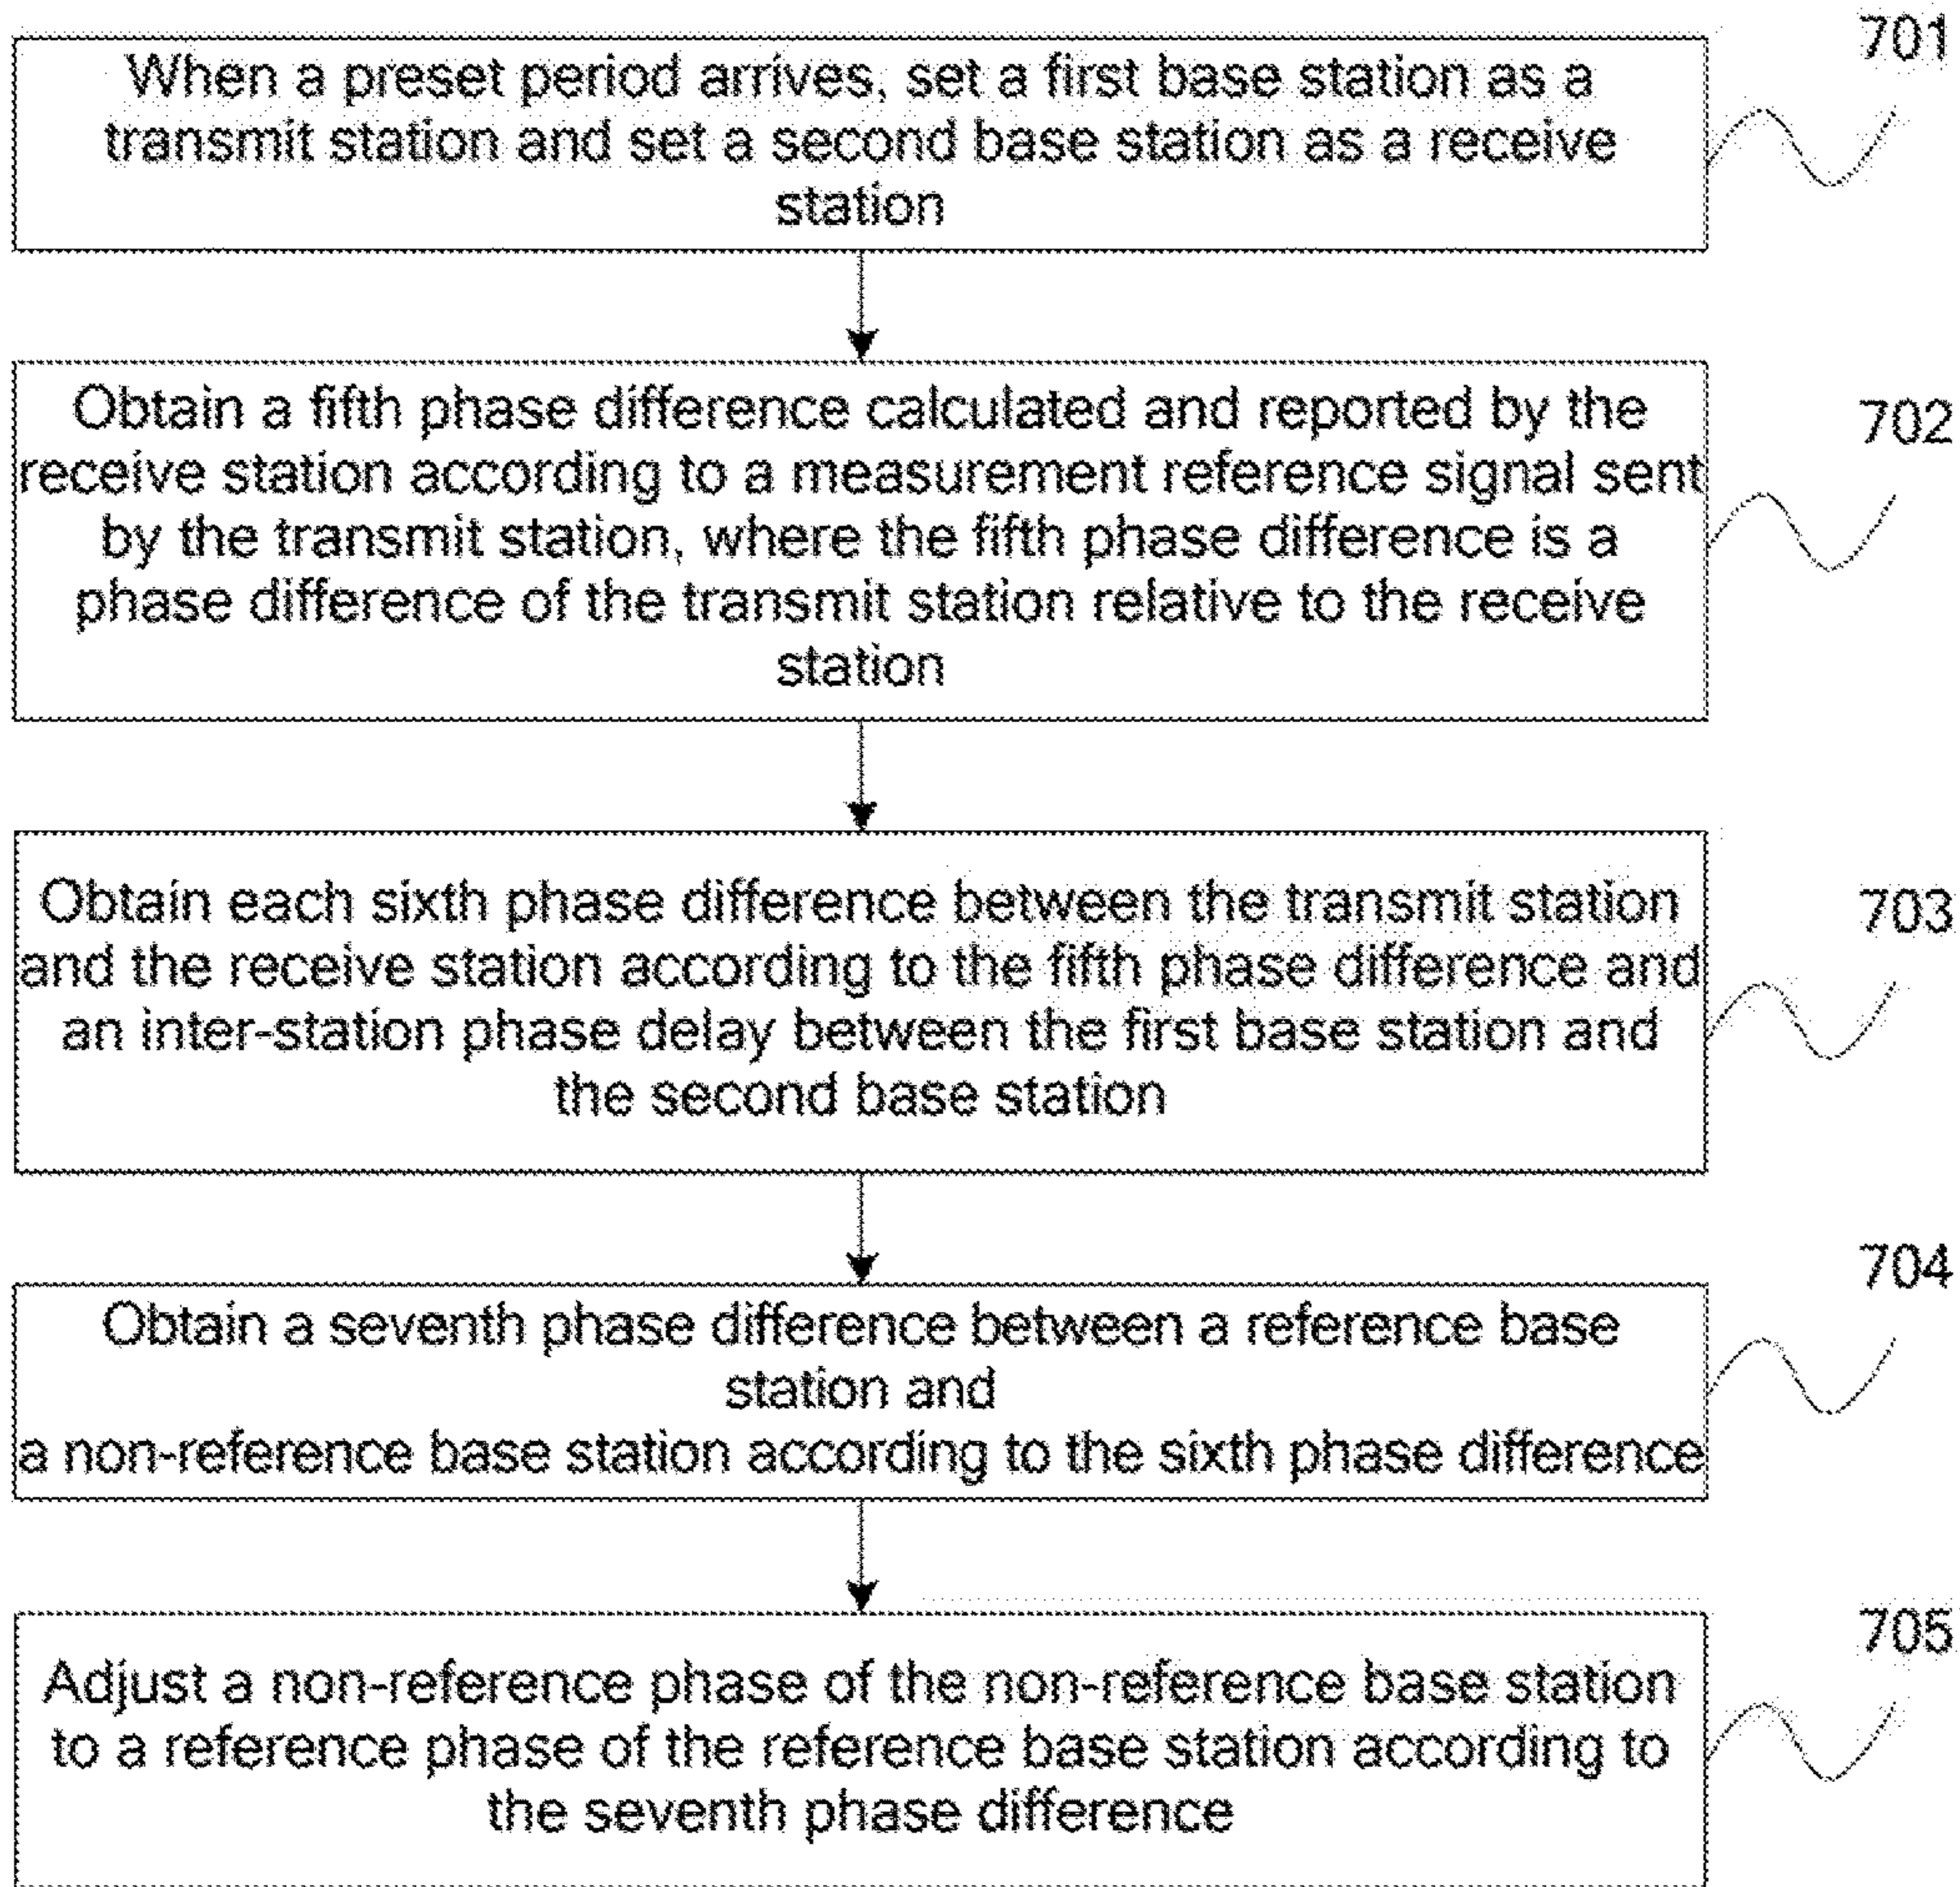 701
When a preset period arrives, set a first base station as a
transmit station and set a second base station as a receive
station
702
Obtain a fifth phase difference calculated and reported by the
receive station according to a measurement reference signal sent
by the transmit station, where the fifth phase difference is a
phase difference of the transmit station relative to the receive
station
703
Obtain each sixth phase difference between the transmit station
and the receive station according to the fifth phase difference and
an inter-station phase delay between the first base station and
the second base station
704
Obtain a seventh phase difference between a reference base
station and
a non-reference base station according to the sixth phase difference
705
Adjust a non-reference phase of the non-reference base station
to a reference phase of the reference base station according to
the seventh phase difference